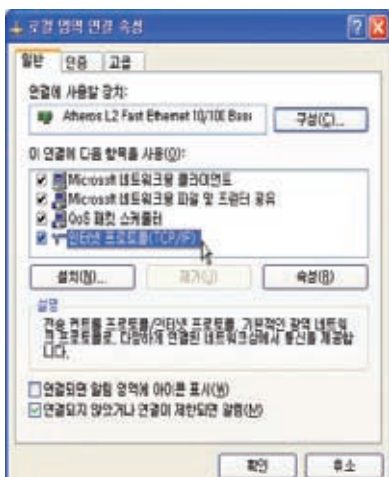 로컬 영역 연결 속성
일반 인증 고급
연결에 사용할 장치:
Atheros L2 Fast Ethernet 10/100 Base
구성(C)...
이 연결에 다음 항목을 사용(O):
Microsoft 네트워크용 클라이언트
Microsoft 네트워크용 파일 및 프린터 공유
QoS 패킷 스케줄러
인터넷 프로토콜(TCP/IP)
설치(N)... 제거(U) 속성(R)
설명
전송 컨트롤 프로토콜/인터넷 프로토콜. 기본적인 광역 네트워
크 프로토콜로, 다양하게 연결된 네트워크상에서 통신을 제공합
니다.
연결되면 알림 영역에 아이콘 표시(W)
연결되지 않았거나 연결이 제한되면 알림(M)
확인 취소